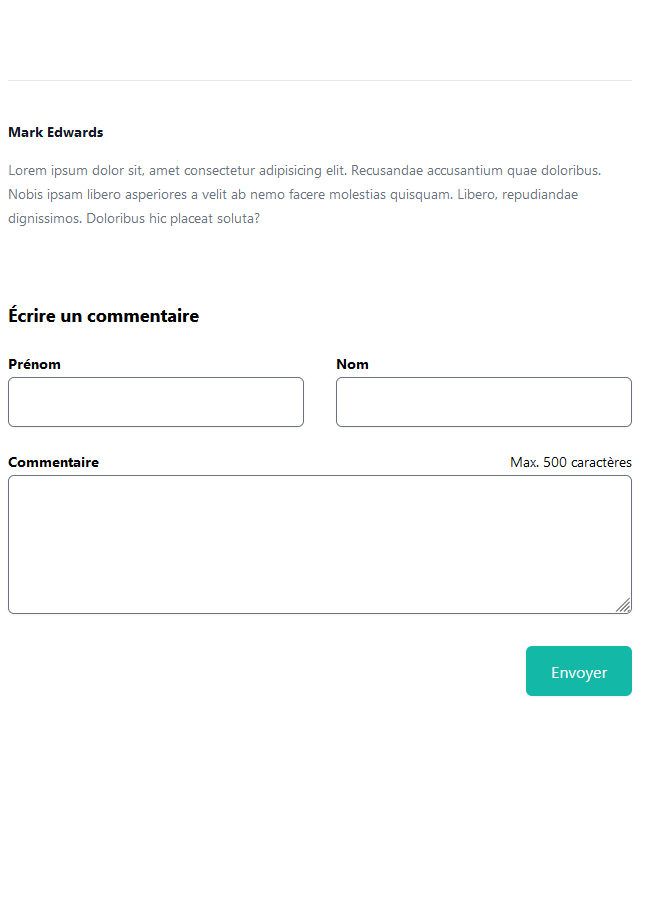 Mark Edwards
Lorem ipsum dolor sit, amet consectetur adipisicing elit. Recusandae accusantium quae doloribus.
Nobis ipsam libero asperiores a velit ab nemo facere molestias quisquam. Libero, repudiandae
dignissimos. Doloribus hic placeat soluta?
Écrire un commentaire
Prénom
Nom
Commentaire
Max. 500 caractères
Envoyer